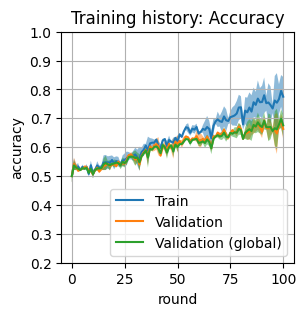 Training history: Accuracy
1.0
0.9
0.8
0.7
0.6
0.5
0.4
0.3
0.2
accuracy
Train
Validation
Validation (global)
0
25
50
75
100
round